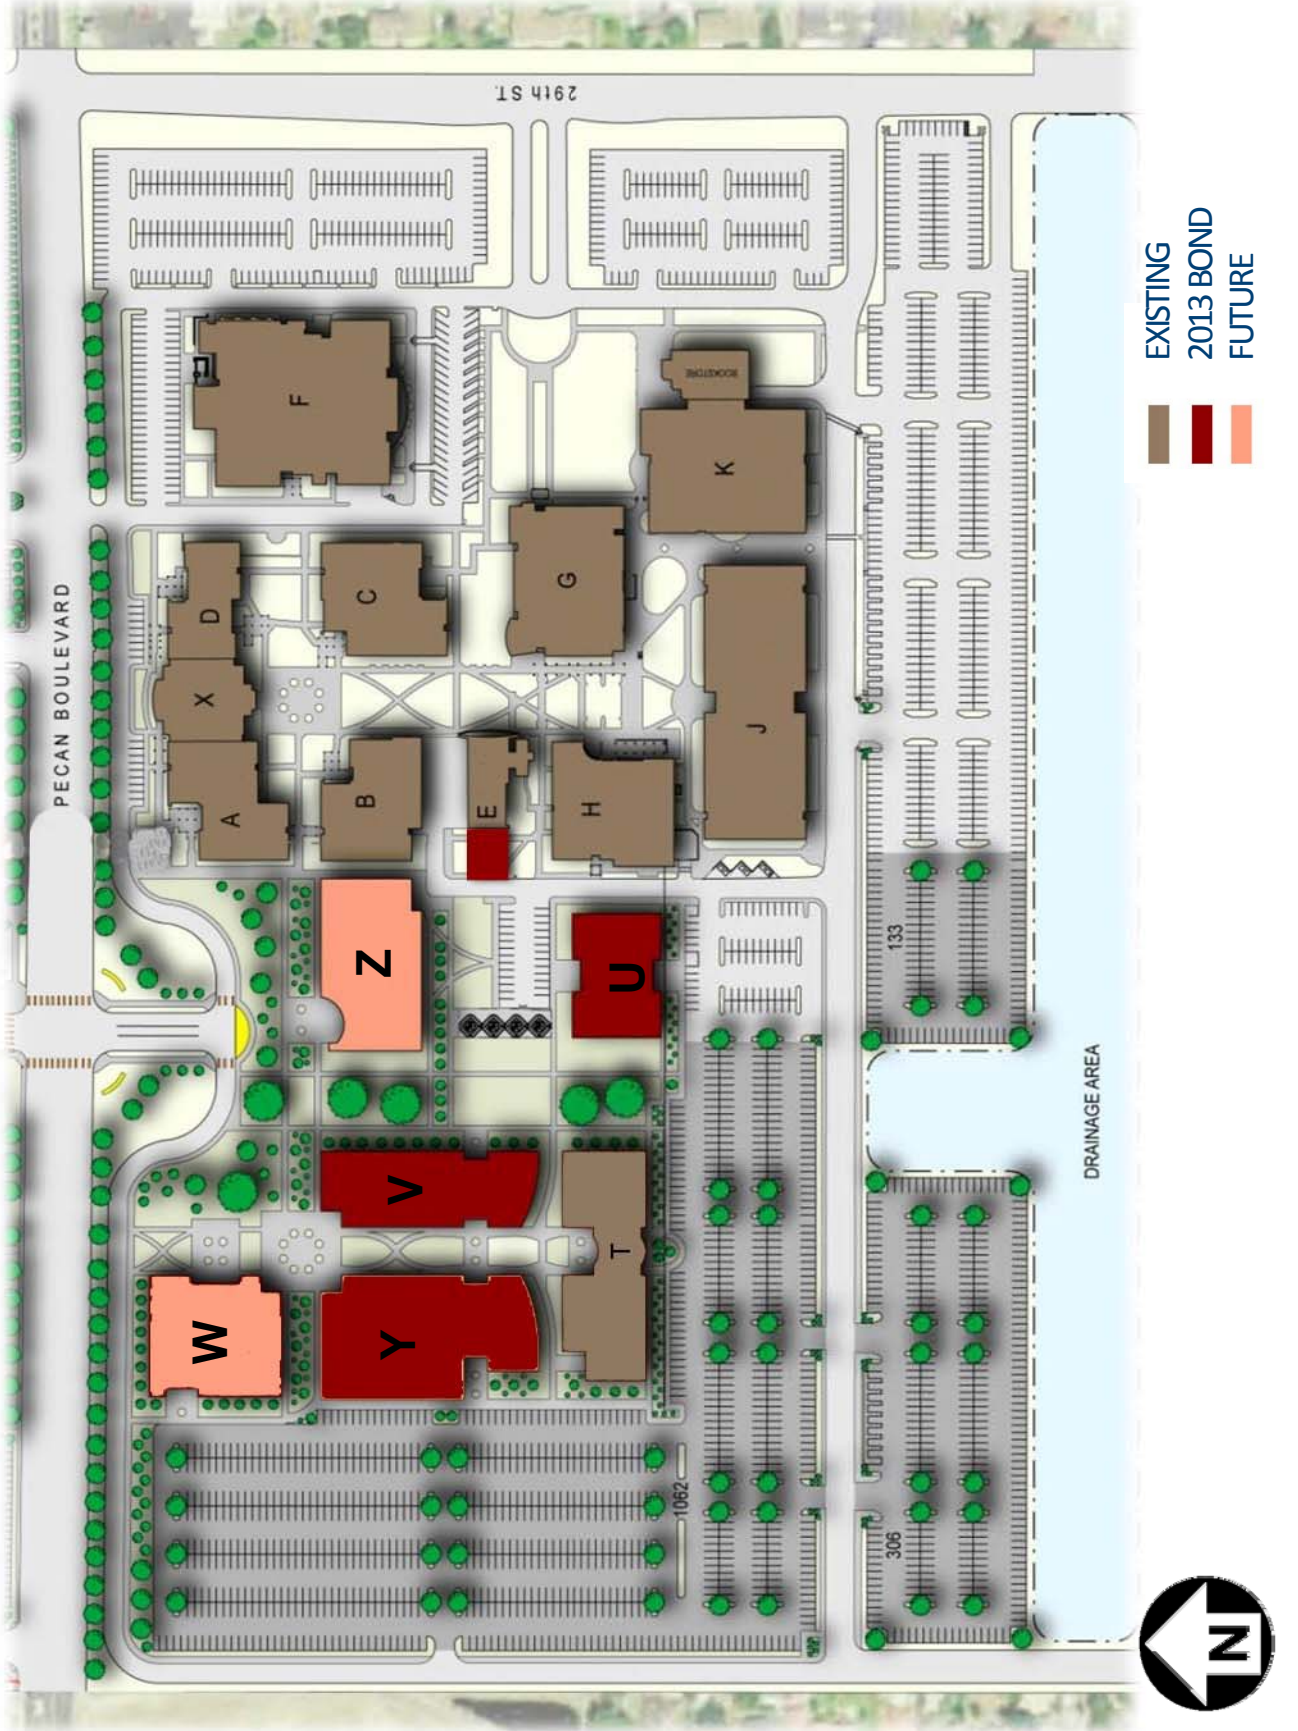 PECAN BOULEVARD
29th ST.
F
D
X
A
C
B
G
E
H
K
BOOKSTORE
J
Z
U
V
T
W
Y
133
1062
306
DRAINAGE AREA
EXISTING
2013 BOND
FUTURE
N